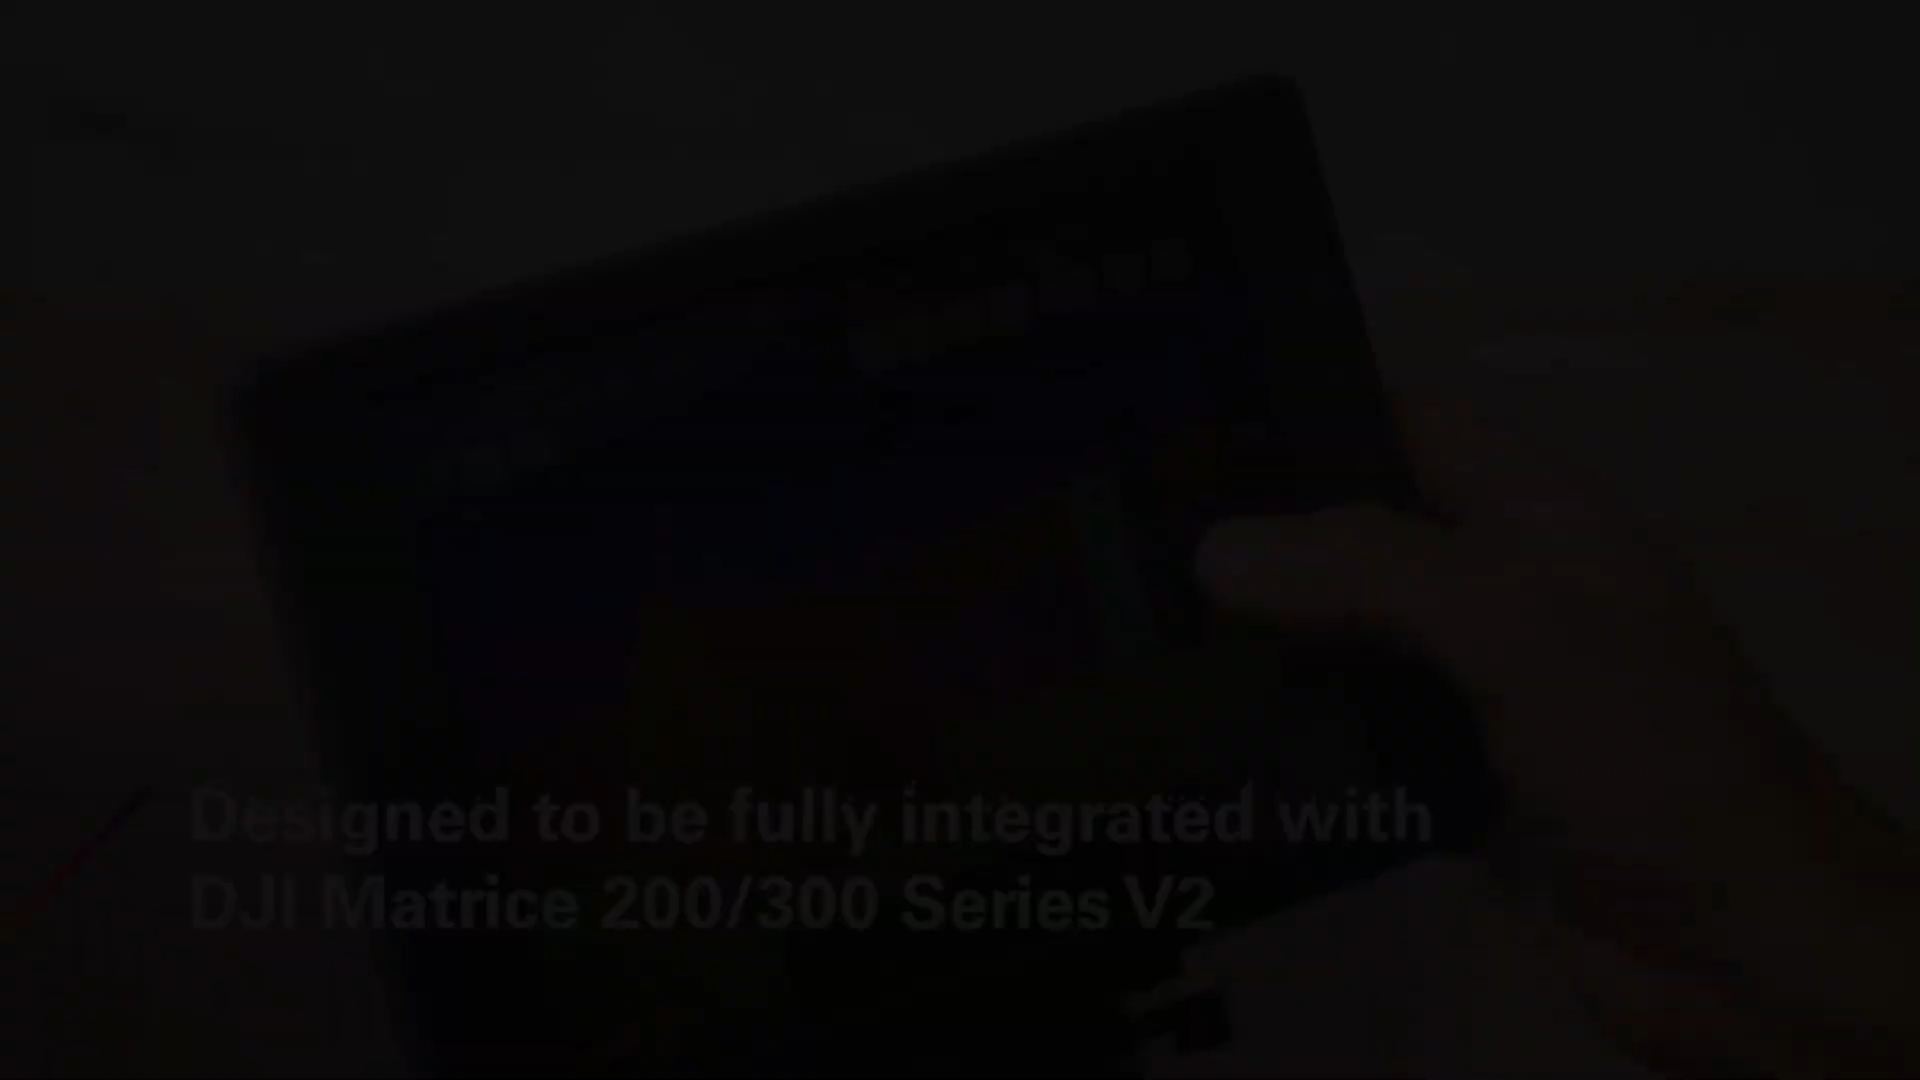 Designed to be fully integrated with
DJI Matrice 200/300 Series V2